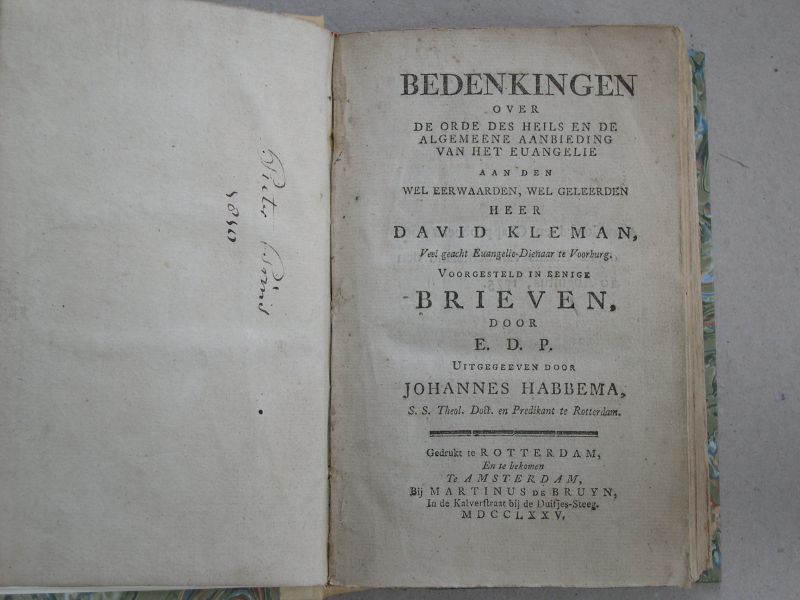 1850
BEDENKINGEN
OVER
DE ORDE DES HEILS EN DE
ALGEMEENE AANBIEDING
VAN HET EUANGELIE
AAN DEN
WEL EERWAARDEN, WEL GELEERDEN
HEER
DAVID KLEMAN,
Veel geacht Euangelie-Dienaar te Voorburg.
VOORGESTELD IN EENIGE
BRIEVEN,
DOOR
E. D. P.
UITGEGEEVEN DOOR
JOHANNES HABBEMA,
S. S. Theol. Doct. en Predikant te Rotterdam.
Gedrukt te ROTTERDAM,
En te bekomen
Te AMSTERDAM,
Bij MARTINUS DE BRUYN,
In de Kalverstraat bij de Duifjes-Steeg.
MDCCLXXV.